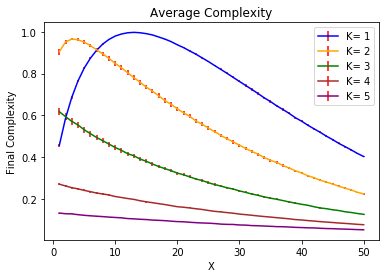 Average Complexity
Final Complexity
1.0
0.8
0.6
0.4
0.2
0
10
20
30
40
50
X
K= 1
K= 2
K= 3
K= 4
K= 5